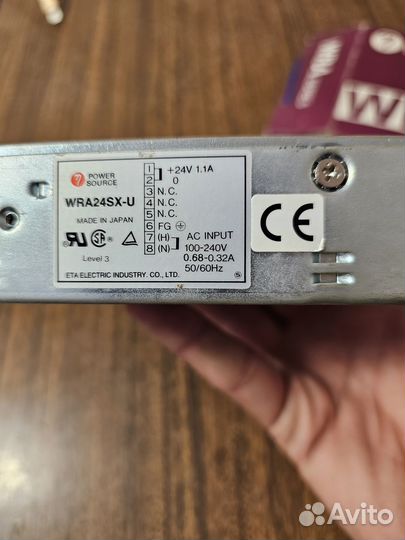 POWER
SOURCE
WRA24SX-U
MADE IN JAPAN
Level 3
ETA ELECTRIC INDUSTRY. CO., LTD.
1 +24V 1.1A
2 0
3 N.C.
4 N.C.
5 N.C.
6 FG
7 (H) AC INPUT
8 (N) 100-240V
0.68-0.32A
50/60Hz
CE
Avito